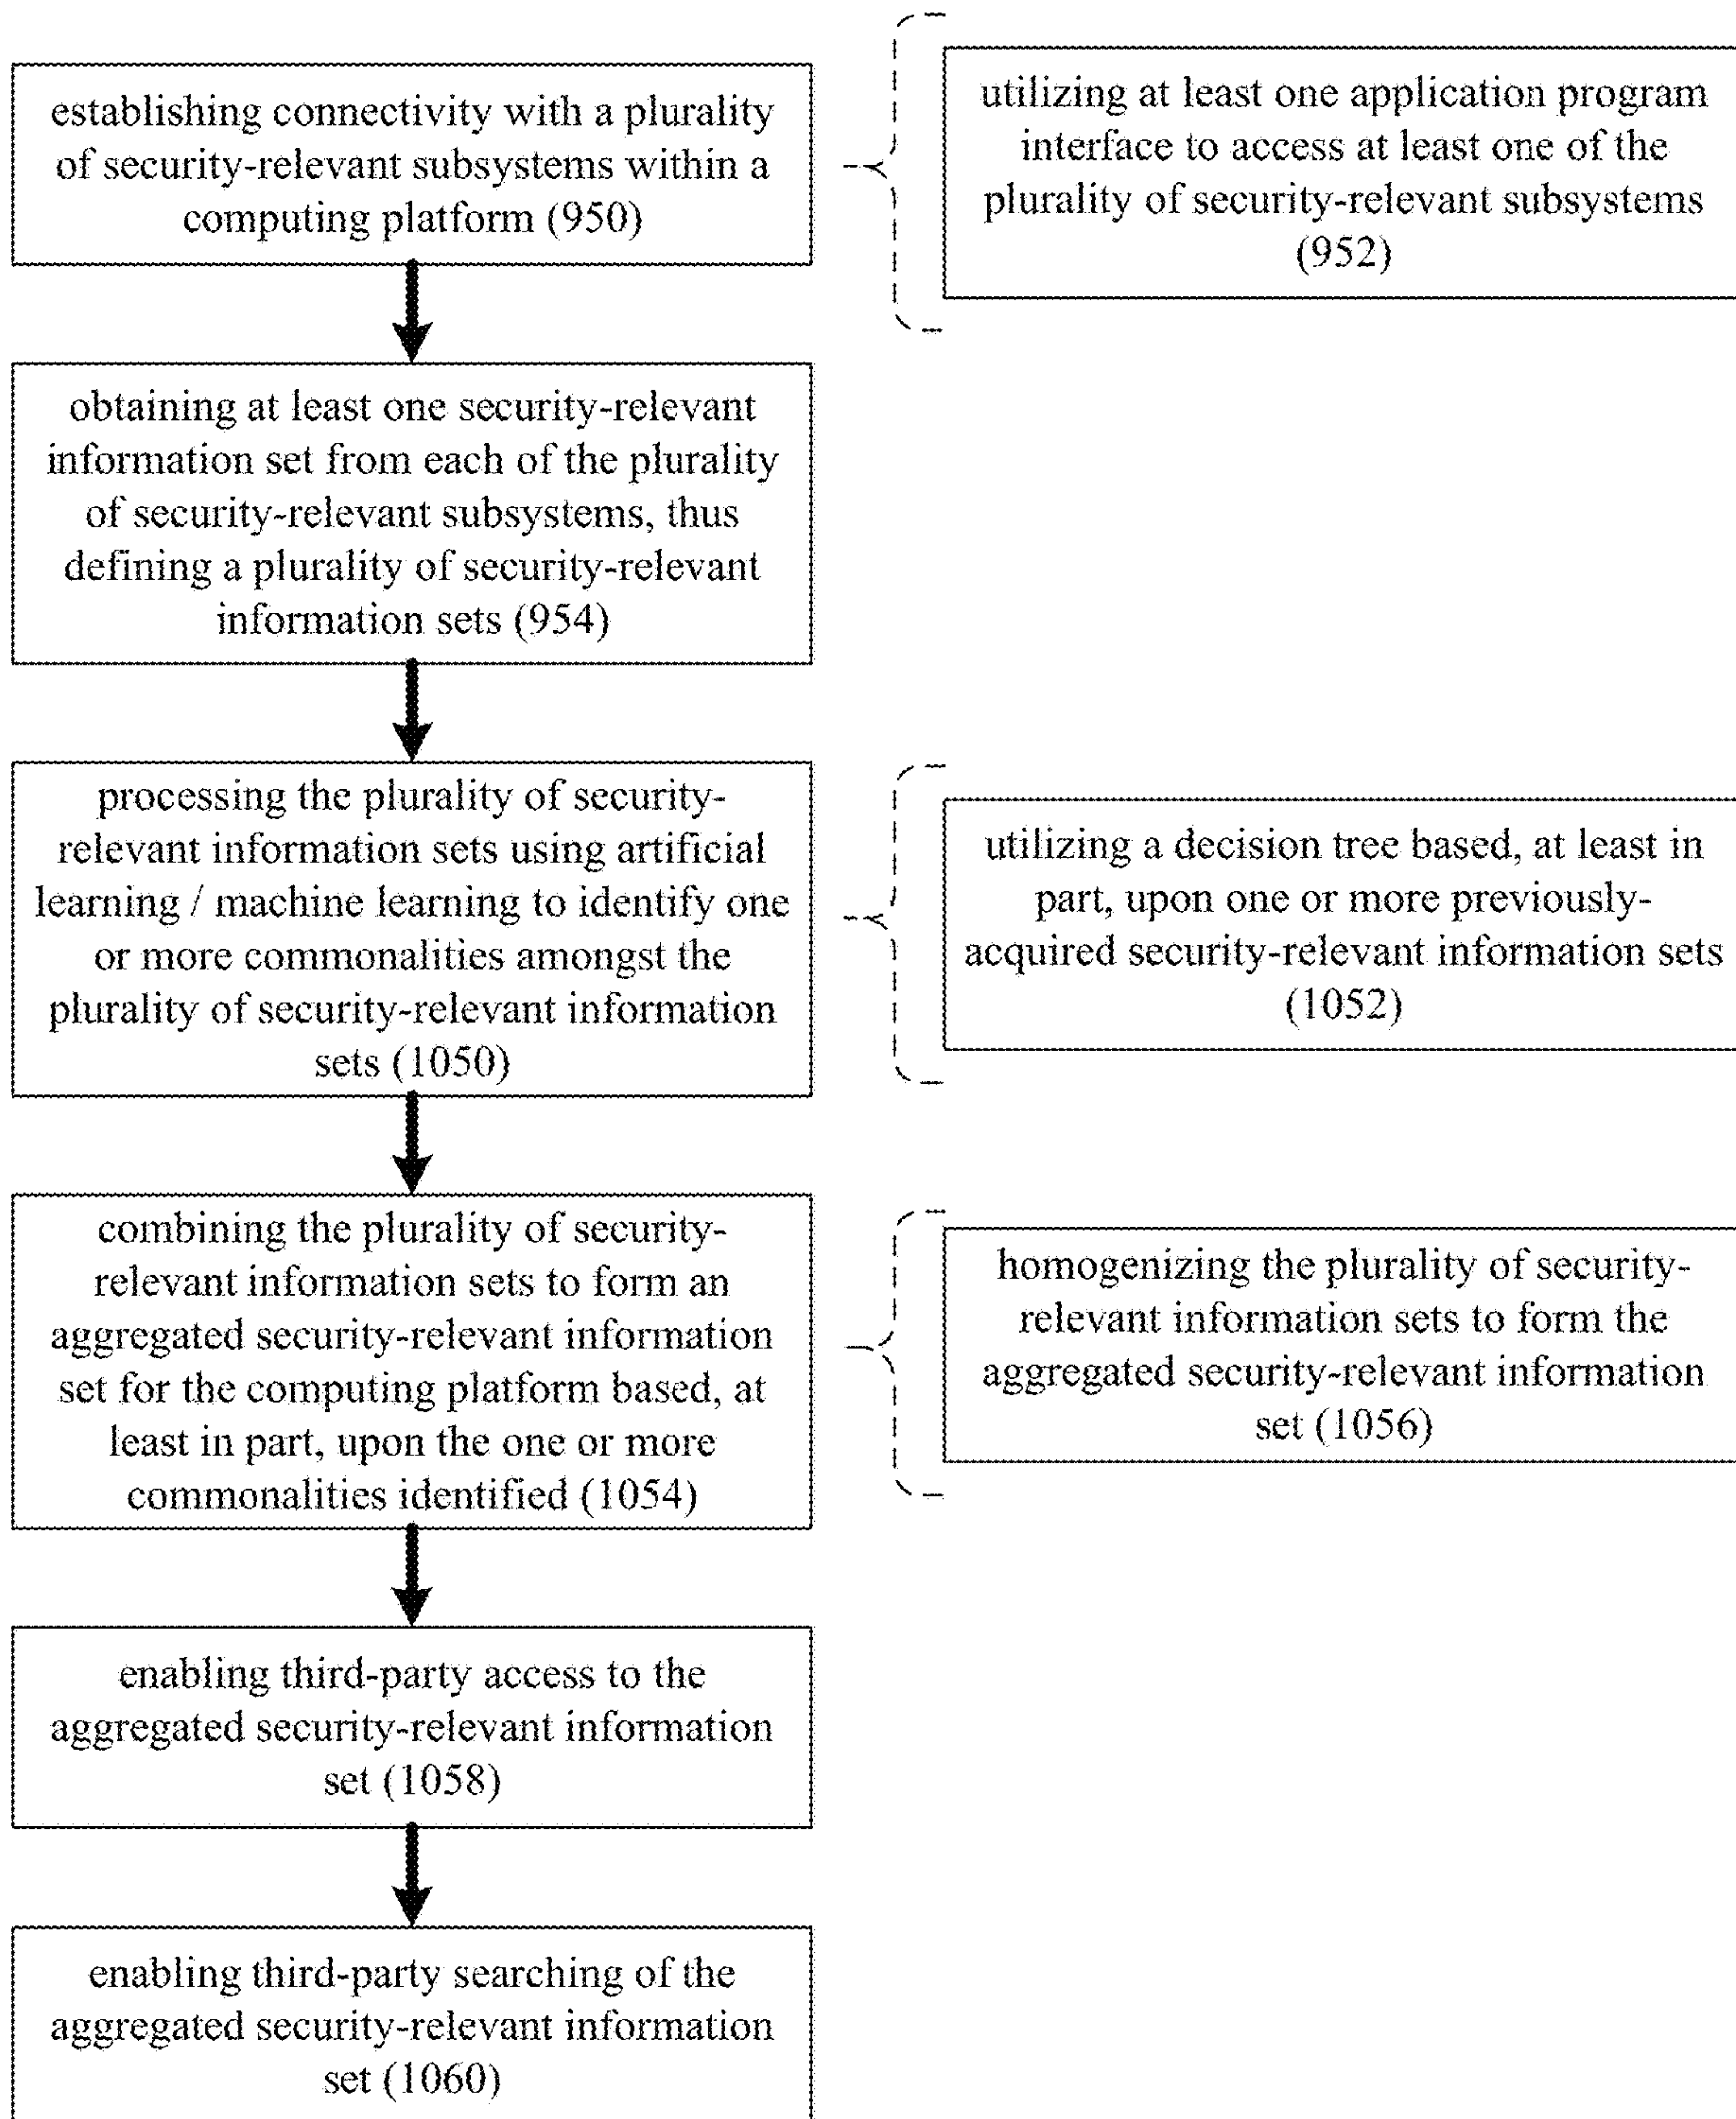 establishing connectivity with a plurality
of security-relevant subsystems within a
computing platform (950)
utilizing at least one application program
interface to access at least one of the
plurality of security-relevant subsystems
(952)
obtaining at least one security-relevant
information set from each of the plurality
of security-relevant subsystems, thus
defining a plurality of security-relevant
information sets (954)
processing the plurality of security-
relevant information sets using artificial
learning / machine learning to identify one
or more commonalities amongst the
plurality of security-relevant information
sets (1050)
utilizing a decision tree based, at least in
part, upon one or more previously-
acquired security-relevant information sets
(1052)
combining the plurality of security-
relevant information sets to form an
aggregated security-relevant information
set for the computing platform based, at
least in part, upon the one or more
commonalities identified (1054)
homogenizing the plurality of security-
relevant information sets to form the
aggregated security-relevant information
set (1056)
enabling third-party access to the
aggregated security-relevant information
set (1058)
enabling third-party searching of the
aggregated security-relevant information
set (1060)